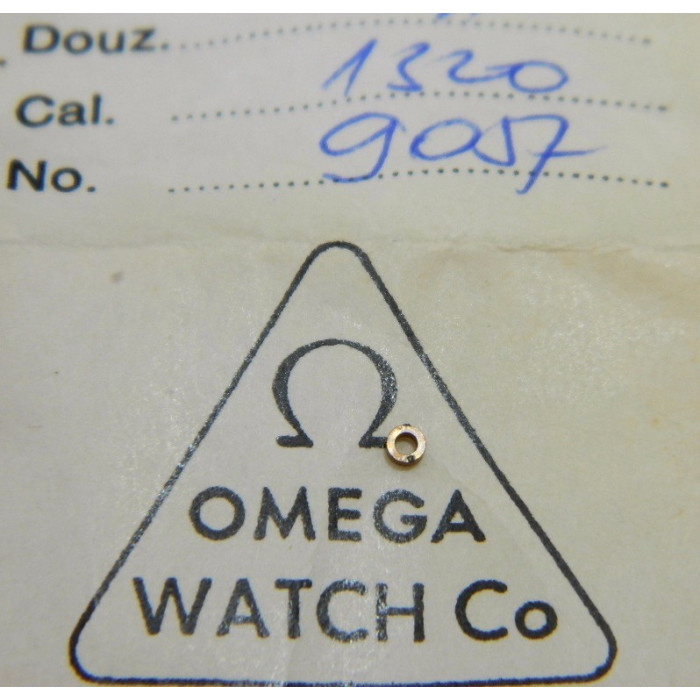 Douz.
Cal. 1320
No. 9057
Ω
OMEGA
WATCH Co